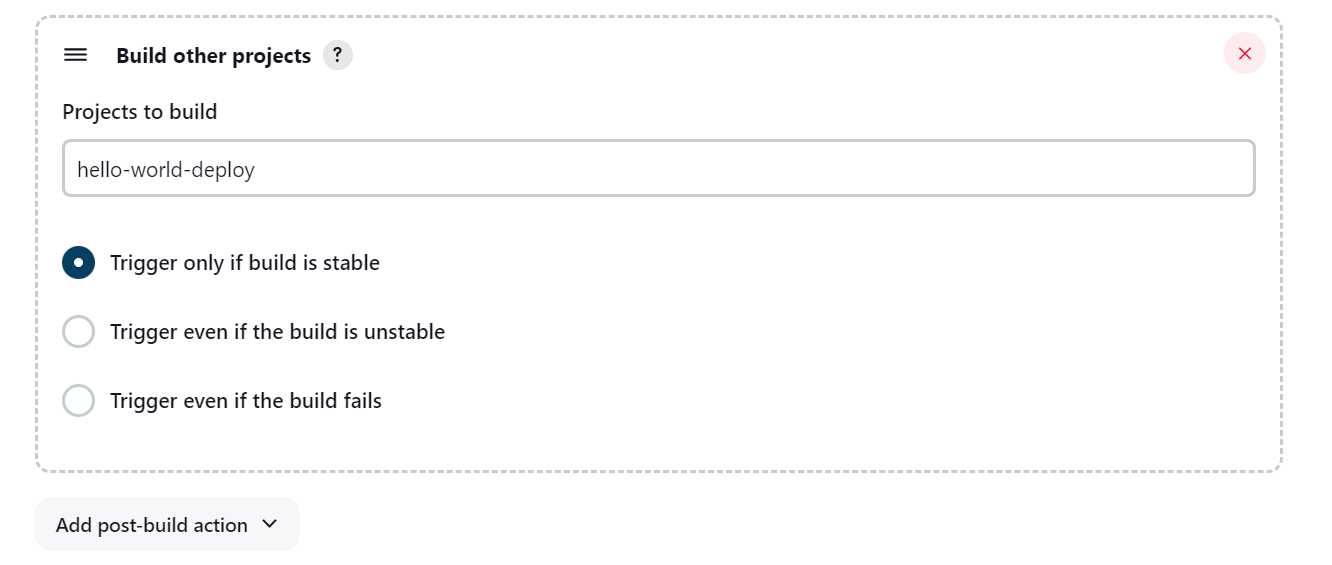 Build other projects ?
Projects to build
hello-world-deploy
Trigger only if build is stable
Trigger even if the build is unstable
Trigger even if the build fails
Add post-build action